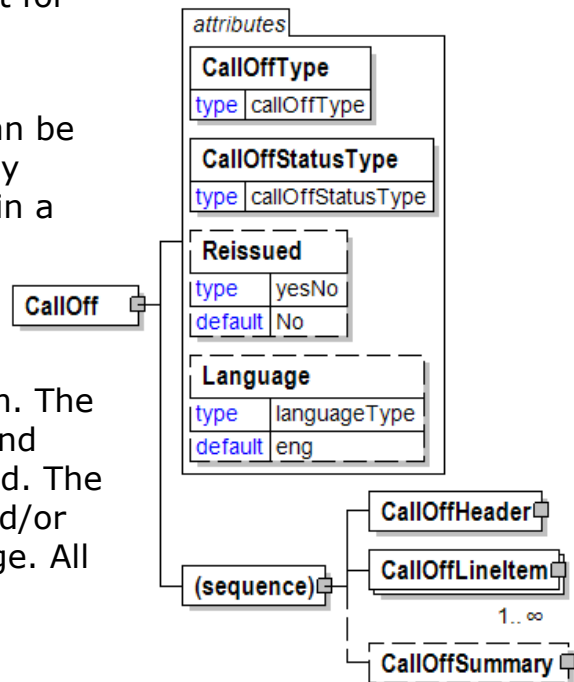 t for
an be
y
in a
n. The
nd
d. The
d/or
ge. All
attributes
CallOffType
type callOffType
CallOffStatusType
type callOffStatusType
Reissued
type yesNo
default No
Language
type languageType
default eng
CallOff
(sequence)
CallOffHeader
CallOffLineItem
1.. ∞
CallOffSummary